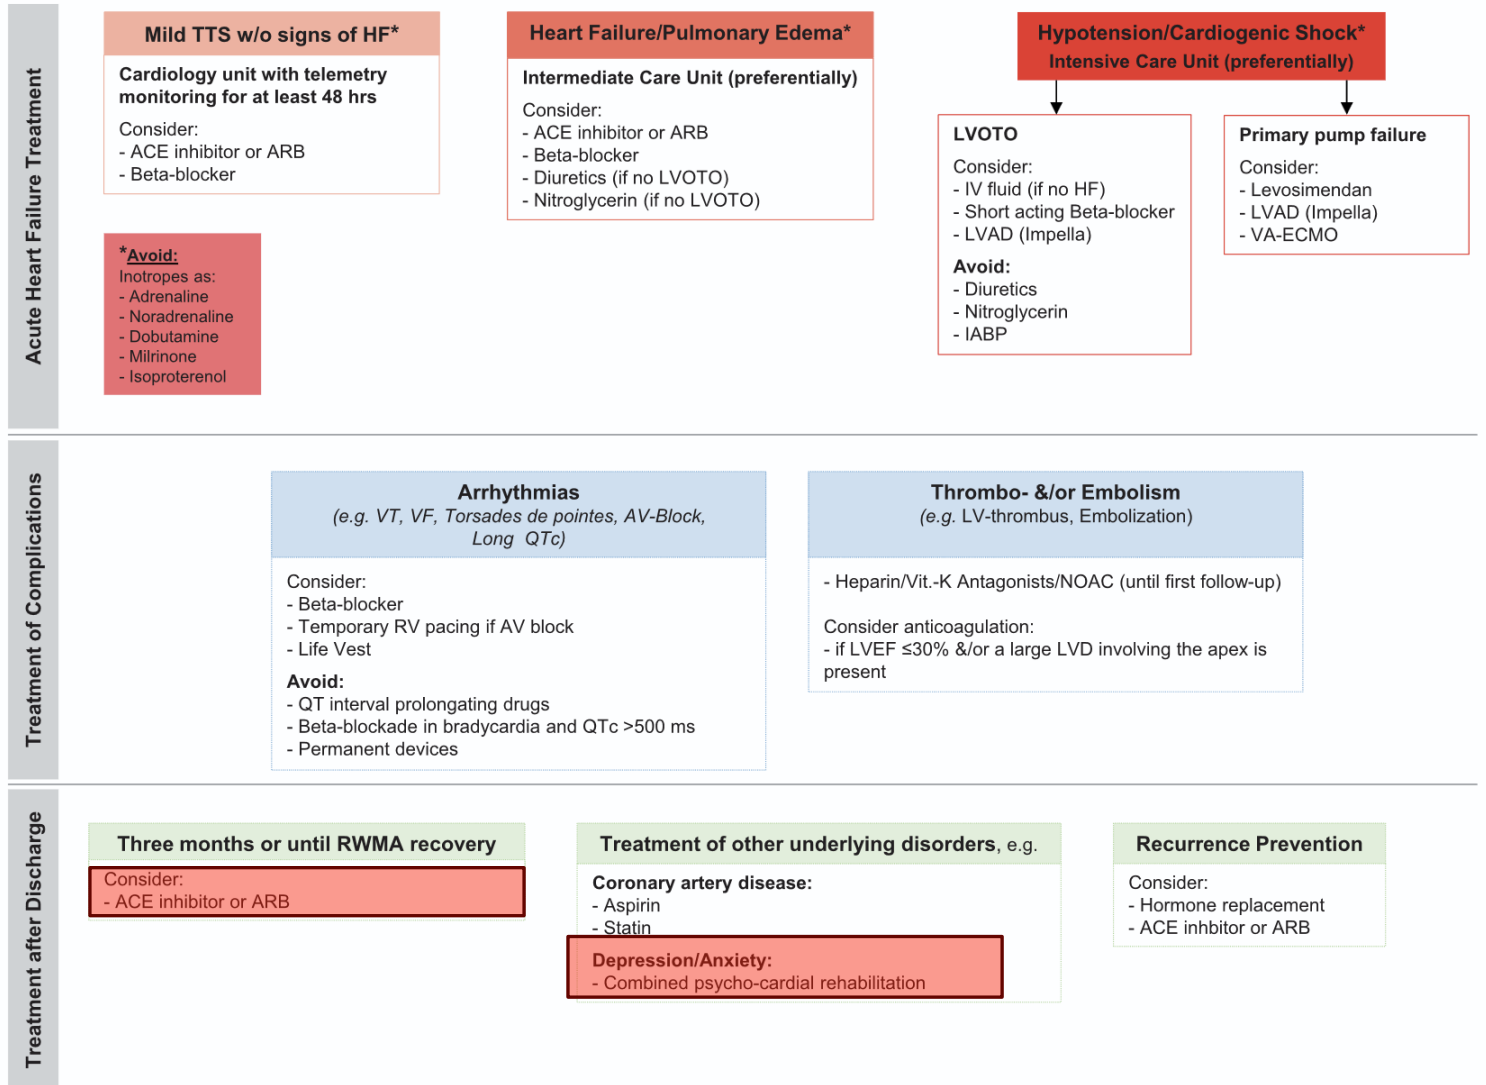 Acute Heart Failure Treatment
Mild TTS w/o signs of HF*
Cardiology unit with telemetry
monitoring for at least 48 hrs
Consider:
- ACE inhibitor or ARB
- Beta-blocker
*Avoid:
Inotropes as:
- Adrenaline
- Noradrenaline
- Dobutamine
- Milrinone
- Isoproterenol
Heart Failure/Pulmonary Edema*
Intermediate Care Unit (preferentially)
Consider:
- ACE inhibitor or ARB
- Beta-blocker
- Diuretics (if no LVOTO)
- Nitroglycerin (if no LVOTO)
Hypotension/Cardiogenic Shock*
Intensive Care Unit (preferentially)
LVOTO
Consider:
- IV fluid (if no HF)
- Short acting Beta-blocker
- LVAD (Impella)
Avoid:
- Diuretics
- Nitroglycerin
- IABP
Primary pump failure
Consider:
- Levosimendan
- LVAD (Impella)
- VA-ECMO
Treatment of Complications
Arrhythmias
(e.g. VT, VF, Torsades de pointes, AV-Block,
Long QTc)
Consider:
- Beta-blocker
- Temporary RV pacing if AV block
- Life Vest
Avoid:
- QT interval prolongating drugs
- Beta-blockade in bradycardia and QTc >500 ms
- Permanent devices
Thrombo- &/or Embolism
(e.g. LV-thrombus, Embolization)
- Heparin/Vit.-K Antagonists/NOAC (until first follow-up)
Consider anticoagulation:
- if LVEF ≤30% &/or a large LVD involving the apex is
present
Treatment after Discharge
Three months or until RWMA recovery
Consider:
- ACE inhibitor or ARB
Treatment of other underlying disorders, e.g.
Coronary artery disease:
- Aspirin
- Statin
Depression/Anxiety:
- Combined psycho-cardial rehabilitation
Recurrence Prevention
Consider:
- Hormone replacement
- ACE inhbitor or ARB